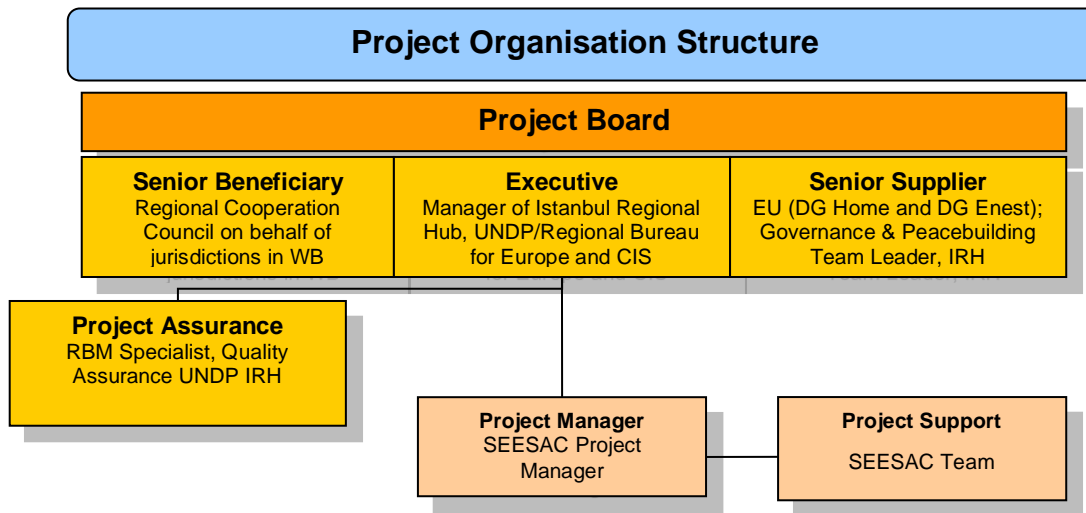 Project Organisation Structure
Project Board
Senior Beneficiary
Regional Cooperation
Council on behalf of
jurisdictions in WB
Executive
Manager of Istanbul Regional
Hub, UNDP/Regional Bureau
for Europe and CIS
Senior Supplier
EU (DG Home and DG Enest);
Governance & Peacebuilding
Team Leader, IRH
Project Assurance
RBM Specialist, Quality
Assurance UNDP IRH
Project Manager
SEESAC Project
Manager
Project Support
SEESAC Team